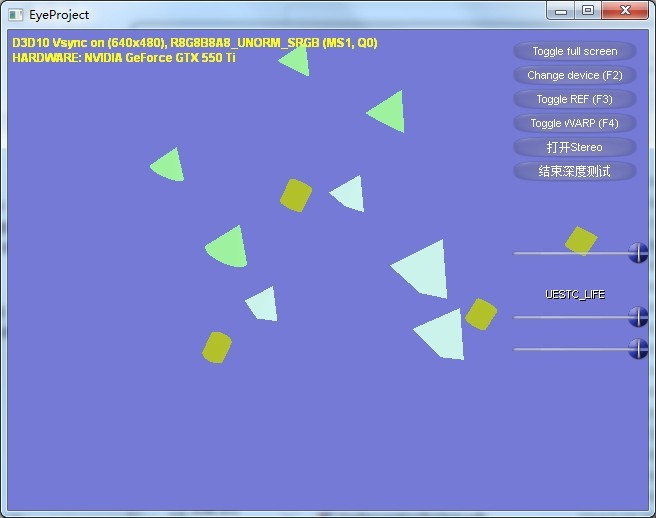 EyeProject
D3D10 Vsync on (640x480), R8G8B8A8_UNORM_SRGB (MS1, Q0)
HARDWARE: NVIDIA GeForce GTX 550 Ti
Toggle full screen
Change device (F2)
Toggle REF (F3)
Toggle WARP (F4)
打开Stereo
结束深度测试
UESTC_LIFE